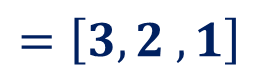 = [3, 2 , 1]